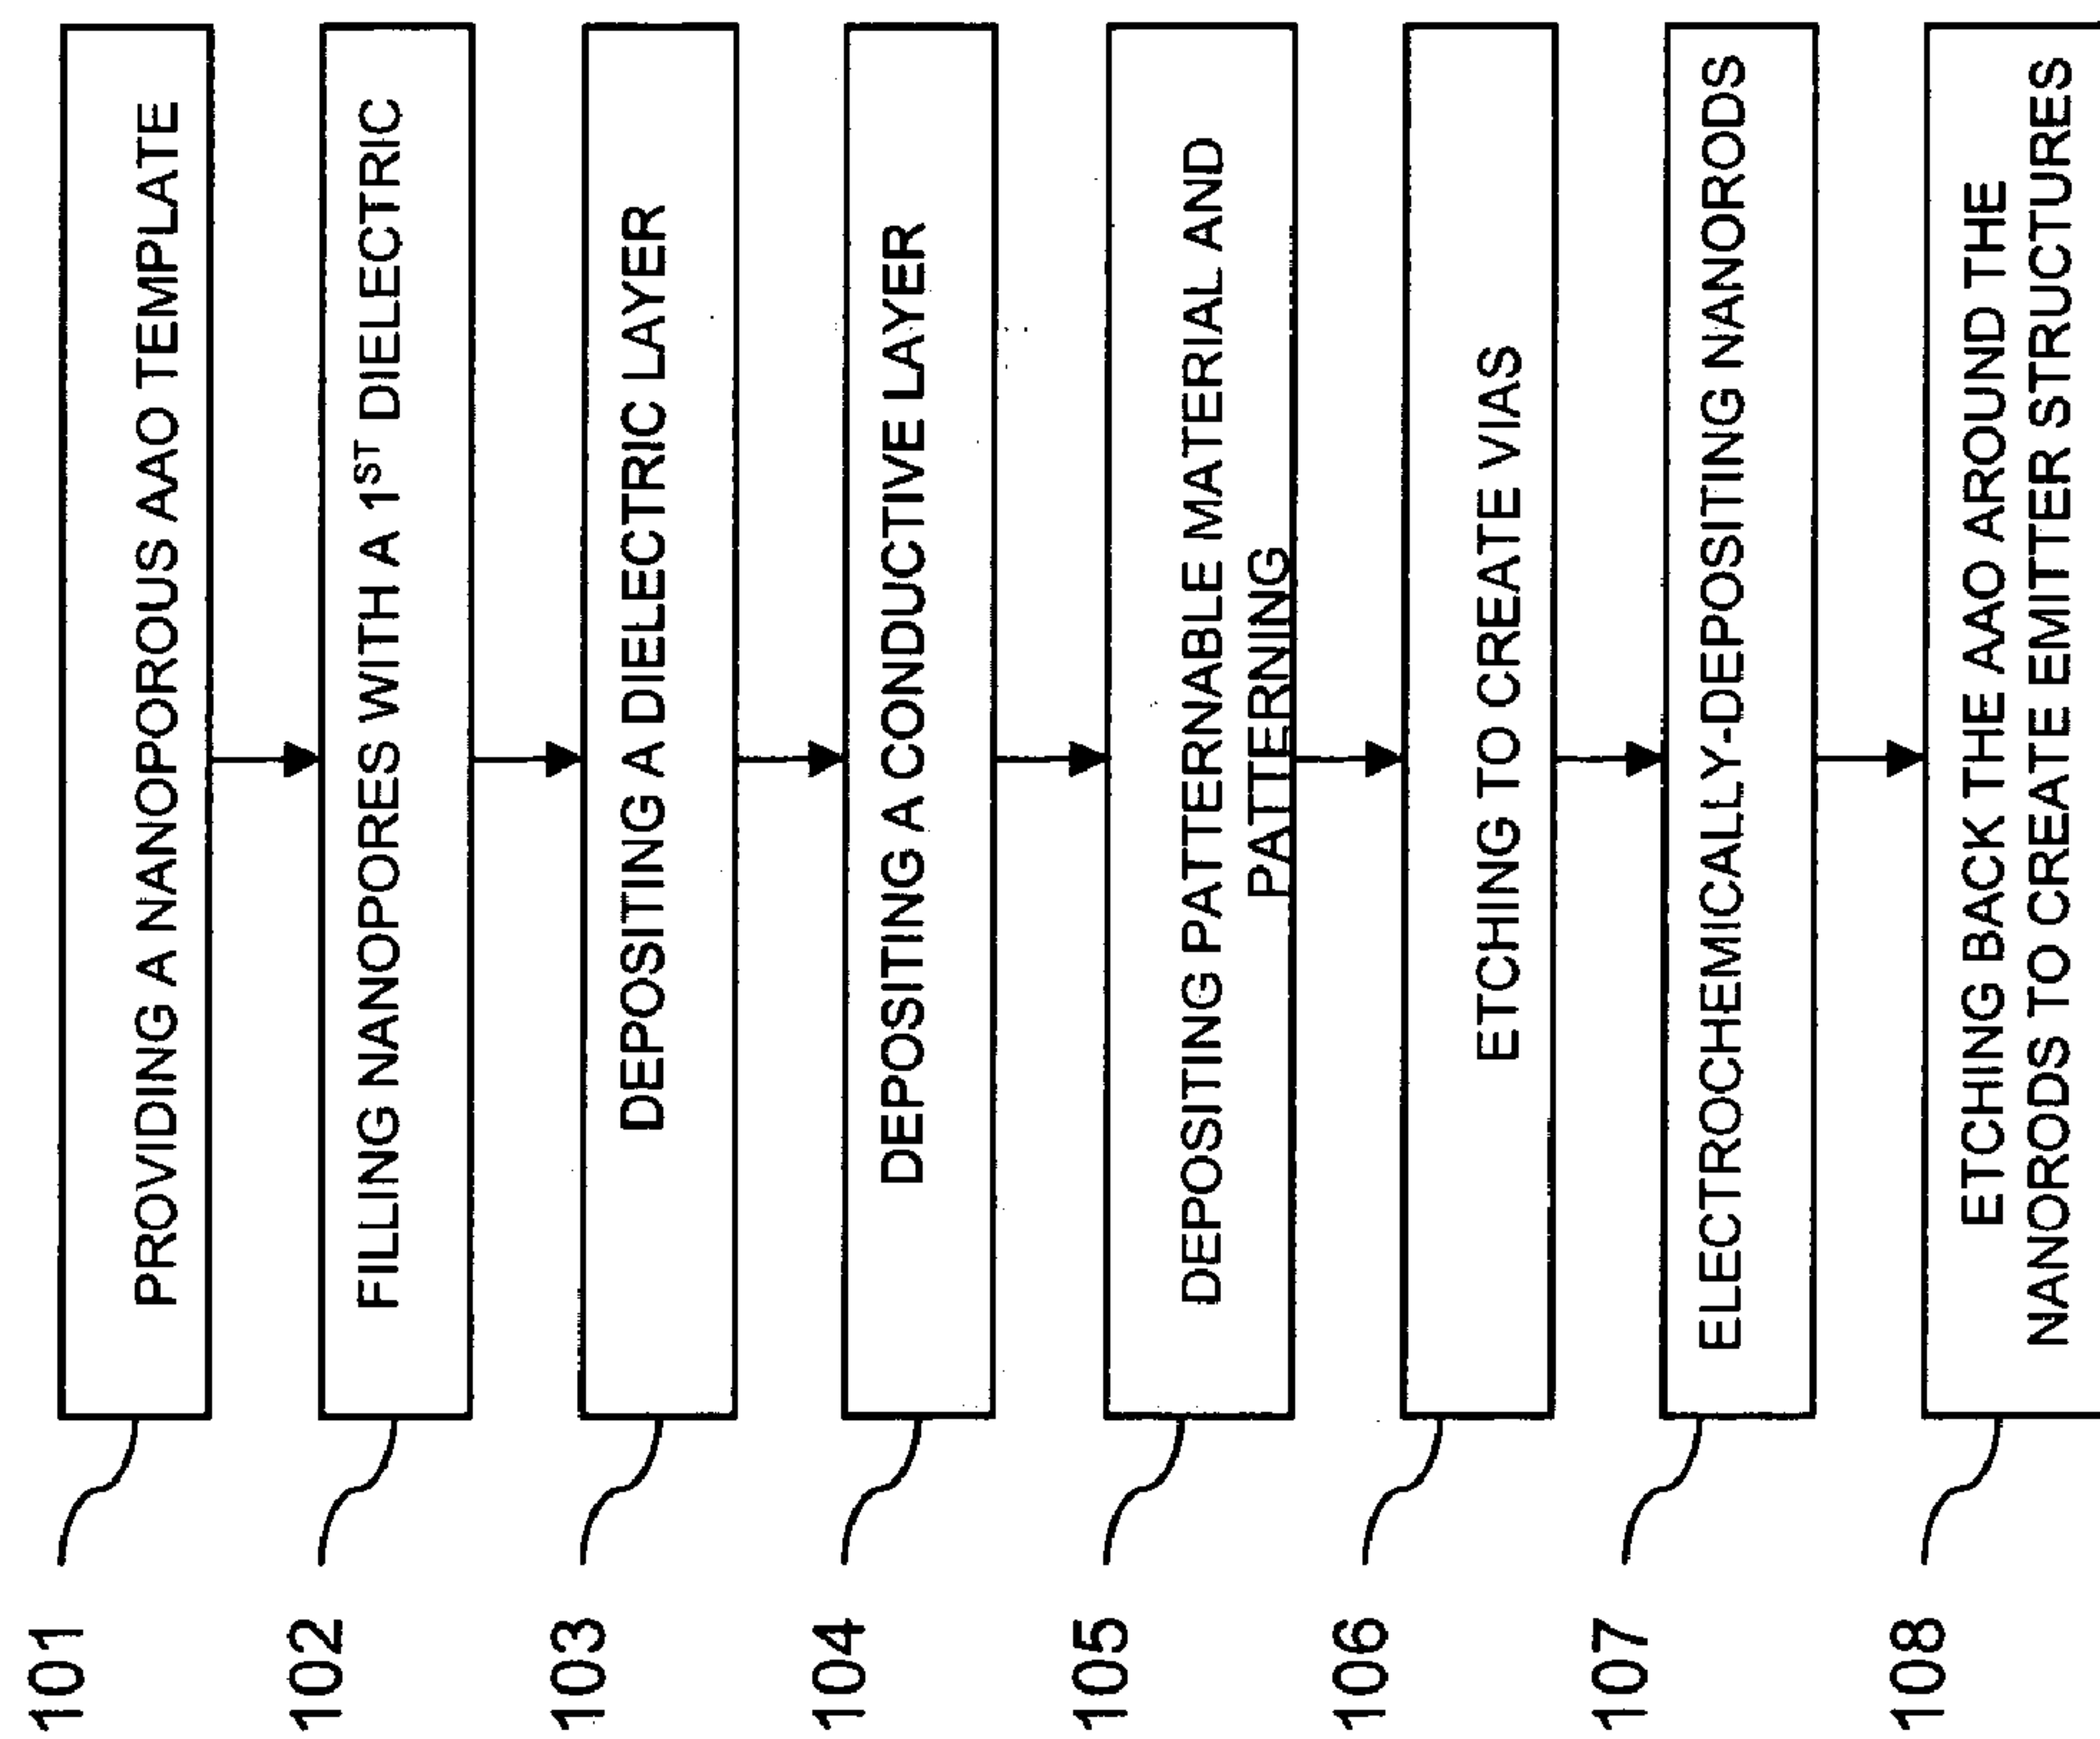 101
PROVIDING A NANOPOROUS AAO TEMPLATE
102
FILLING NANOPORES WITH A 1ST DIELECTRIC
103
DEPOSITING A DIELECTRIC LAYER
104
DEPOSITING A CONDUCTIVE LAYER
105
DEPOSITING PATTERNABLE MATERIAL AND
PATTERNING
106
ETCHING TO CREATE VIAS
107
ELECTROCHEMICALLY-DEPOSITING NANORODS
108
ETCHING BACK THE AAO AROUND THE
NANORODS TO CREATE EMITTER STRUCTURES